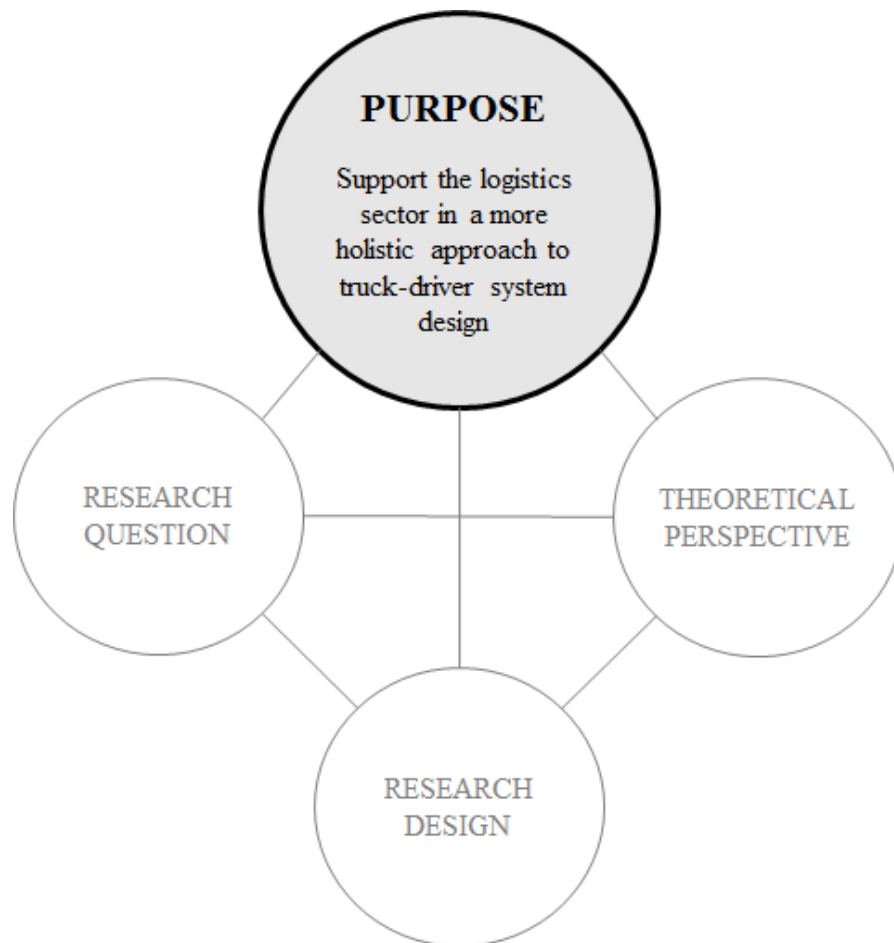 PURPOSE
Support the logistics
sector in a more
holistic approach to
truck-driver system
design
RESEARCH
QUESTION
THEORETICAL
PERSPECTIVE
RESEARCH
DESIGN